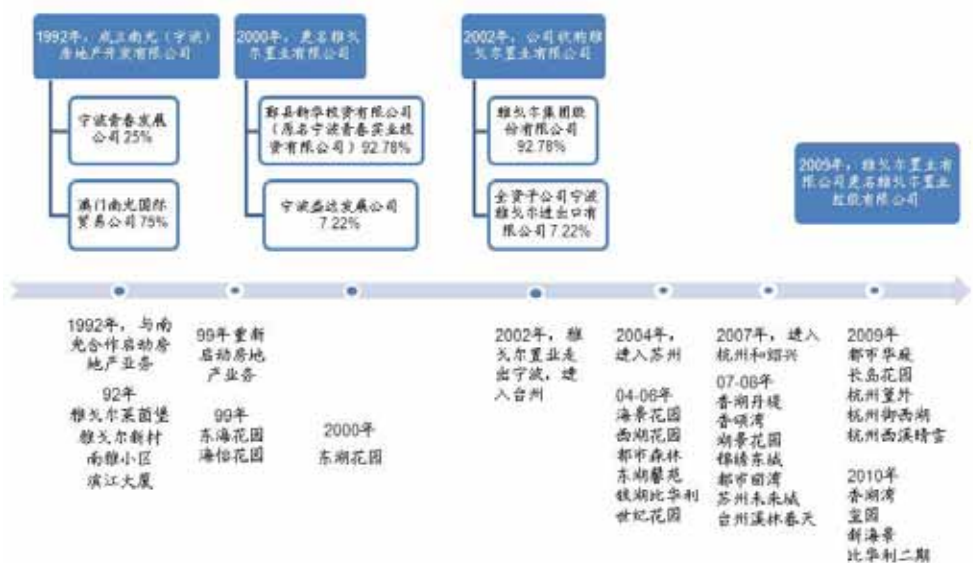 1992年，成立南光（宁波）
房地产开发有限公司
宁波青春发展
公司25%
澳门南光国际
贸易公司75%
2000年，更名雅戈
尔置业有限公司
鄞县新华投资有限公司
（原名宁波青春实业投
资有限公司）92.78%
宁波盛达发展公司
7.22%
2002年，公司收购雅
戈尔置业有限公司
雅戈尔集团股
份有限公司
92.78%
全资子公司宁波
雅戈尔进出口有
限公司7.22%
2009年，雅戈尔置业有
限公司更名雅戈尔置业
控股有限公司
1992年，与南
光合作启动房
地产业务
92年
雅戈尔莱茵堡
雅戈尔新村
南雅小区
滨江大厦
99年重新
启动房地
产业务
99年
东海花园
海怡花园
2000年
东湖花园
2002年，雅
戈尔置业走
出宁波，进
入台州
2004年，
进入苏州
04-06年
海景花园
西湖花园
都市森林
东湖馨苑
钱湖比华利
世纪花园
2007年，进入
杭州和绍兴
07-08年
香湖丹堤
香颂湾
湖景花园
锦绣东城
都市丽湾
苏州未来城
台州溪林春天
2009年
都市华庭
长岛花园
杭州篁外
杭州御西湖
杭州西溪晴雪
2010年
香湖湾
玺园
新海景
比华利二期